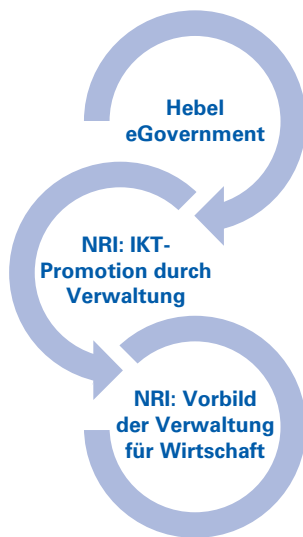 Hebel
eGovernment
NRI: IKT-
Promotion durch
Verwaltung
NRI: Vorbild
der Verwaltung
für Wirtschaft